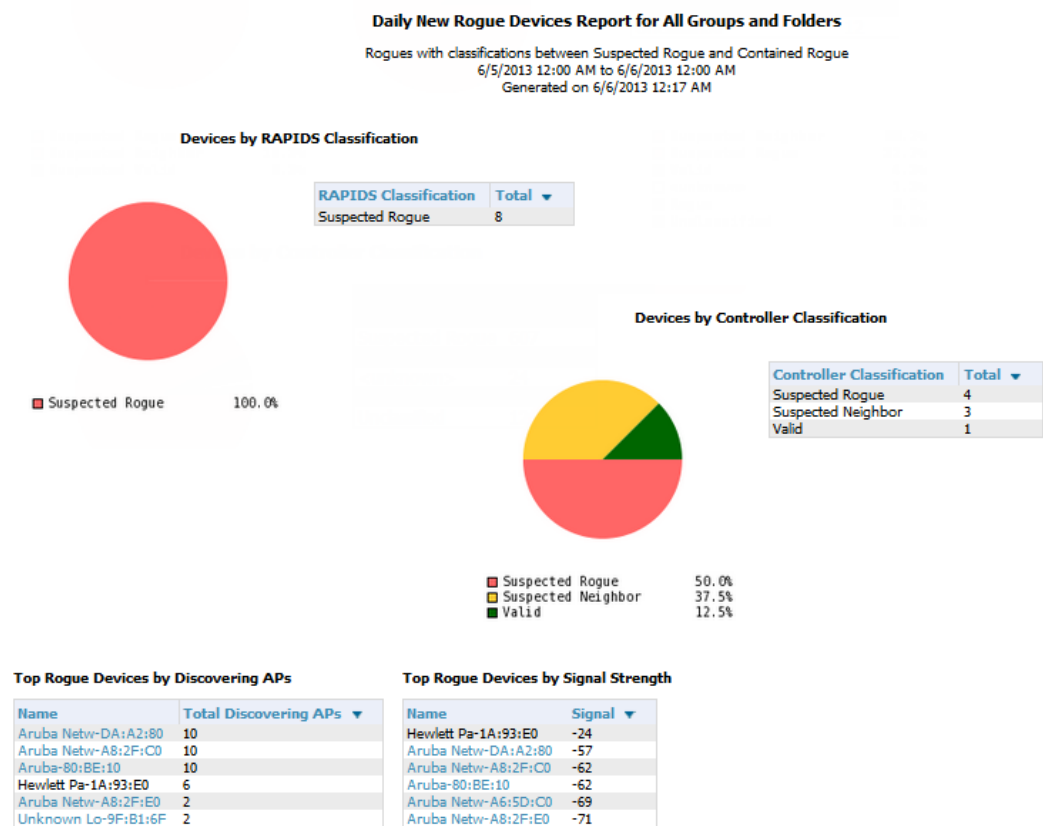 Daily New Rogue Devices Report for All Groups and Folders
Rogues with classifications between Suspected Rogue and Contained Rogue
6/5/2013 12:00 AM to 6/6/2013 12:00 AM
Generated on 6/6/2013 12:17 AM
Devices by RAPIDS Classification
RAPIDS Classification Total
Suspected Rogue 8
Suspected Rogue 100.0%
Devices by Controller Classification
Controller Classification Total
Suspected Rogue 4
Suspected Neighbor 3
Valid 1
Suspected Rogue 50.0%
Suspected Neighbor 37.5%
Valid 12.5%
Top Rogue Devices by Discovering APs
Name Total Discovering APs
Aruba Netw-DA:A2:80 10
Aruba Netw-A8:2F:C0 10
Aruba-80:BE:10 10
Hewlett Pa-1A:93:E0 6
Aruba Netw-A8:2F:E0 2
Unknown Lo-9F:B1:6F 2
Top Rogue Devices by Signal Strength
Name Signal
Hewlett Pa-1A:93:E0 -24
Aruba Netw-DA:A2:80 -57
Aruba Netw-A8:2F:C0 -62
Aruba-80:BE:10 -62
Aruba Netw-A6:5D:C0 -69
Aruba Netw-A8:2F:E0 -71